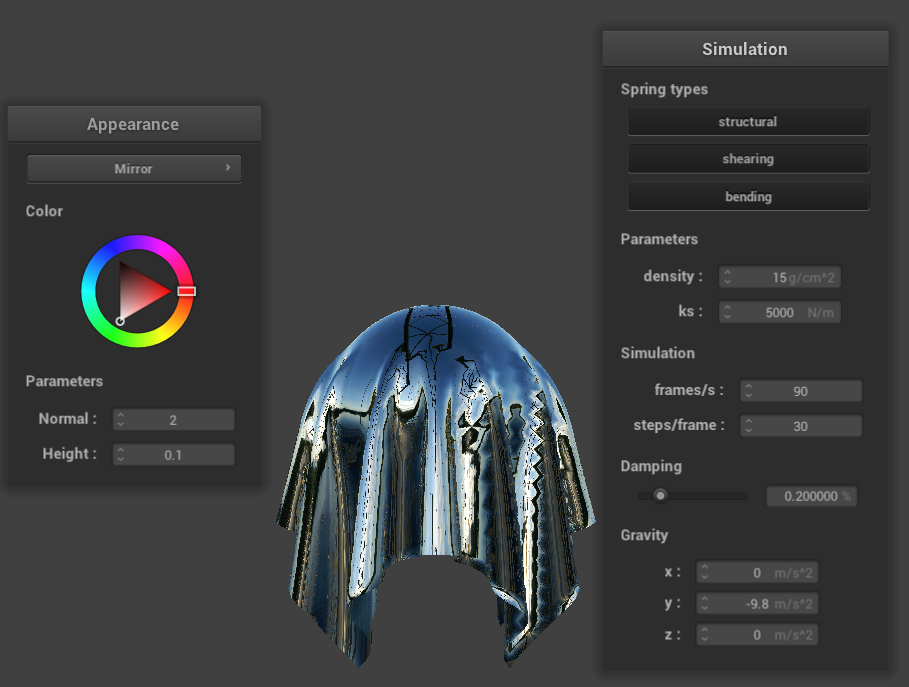 Appearance
Mirror
Color
Parameters
Normal : 2
Height : 0.1
Simulation
Spring types
structural
shearing
bending
Parameters
density : 15 g/cm^2
ks : 5000 N/m
Simulation
frames/s : 90
steps/frame : 30
Damping
0.200000 %
Gravity
x : 0 m/s^2
y : -9.8 m/s^2
z : 0 m/s^2